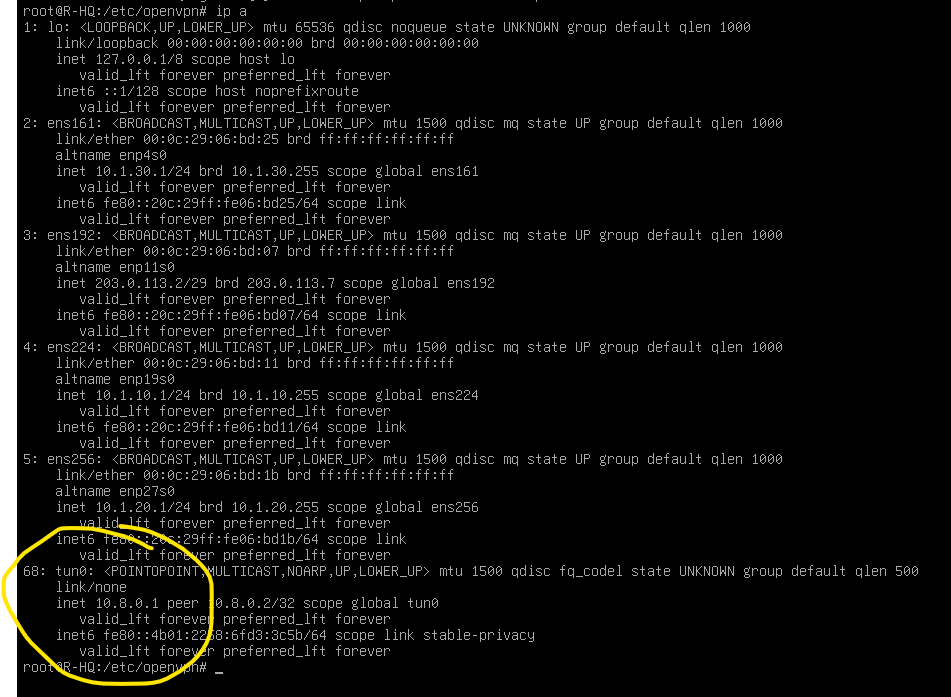 root@R-HQ:/etc/openvpn# ip a
1: lo: <LOOPBACK,UP,LOWER_UP> mtu 65536 qdisc noqueue state UNKNOWN group default qlen 1000
link/loopback 00:00:00:00:00:00 brd 00:00:00:00:00:00
inet 127.0.0.1/8 scope host lo
valid_lft forever preferred_lft forever
inet6 ::1/128 scope host noprefixroute
valid_lft forever preferred_lft forever
2: ens161: <BROADCAST,MULTICAST,UP,LOWER_UP> mtu 1500 qdisc mq state UP group default qlen 1000
link/ether 00:0c:29:06:bd:25 brd ff:ff:ff:ff:ff:ff
altname enp4s0
inet 10.1.30.1/24 brd 10.1.30.255 scope global ens161
valid_lft forever preferred_lft forever
inet6 fe80::20c:29ff:fe06:bd25/64 scope link
valid_lft forever preferred_lft forever
3: ens192: <BROADCAST,MULTICAST,UP,LOWER_UP> mtu 1500 qdisc mq state UP group default qlen 1000
link/ether 00:0c:29:06:bd:07 brd ff:ff:ff:ff:ff:ff
altname enp11s0
inet 203.0.113.2/29 brd 203.0.113.7 scope global ens192
valid_lft forever preferred_lft forever
inet6 fe80::20c:29ff:fe06:bd07/64 scope link
valid_lft forever preferred_lft forever
4: ens224: <BROADCAST,MULTICAST,UP,LOWER_UP> mtu 1500 qdisc mq state UP group default qlen 1000
link/ether 00:0c:29:06:bd:11 brd ff:ff:ff:ff:ff:ff
altname enp19s0
inet 10.1.10.1/24 brd 10.1.10.255 scope global ens224
valid_lft forever preferred_lft forever
inet6 fe80::20c:29ff:fe06:bd11/64 scope link
valid_lft forever preferred_lft forever
5: ens256: <BROADCAST,MULTICAST,UP,LOWER_UP> mtu 1500 qdisc mq state UP group default qlen 1000
link/ether 00:0c:29:06:bd:1b brd ff:ff:ff:ff:ff:ff
altname enp27s0
inet 10.1.20.1/24 brd 10.1.20.255 scope global ens256
valid_lft forever preferred_lft forever
inet6 fe80::20c:29ff:fe06:bd1b/64 scope link
valid_lft forever preferred_lft forever
68: tun0: <POINTOPOINT,MULTICAST,NOARP,UP,LOWER_UP> mtu 1500 qdisc fq_codel state UNKNOWN group default qlen 500
link/none
inet 10.8.0.1 peer 10.8.0.2/32 scope global tun0
valid_lft forever preferred_lft forever
inet6 fe80::4b01:2258:6fd3:3c5b/64 scope link stable-privacy
valid_lft forever preferred_lft forever
root@R-HQ:/etc/openvpn# _